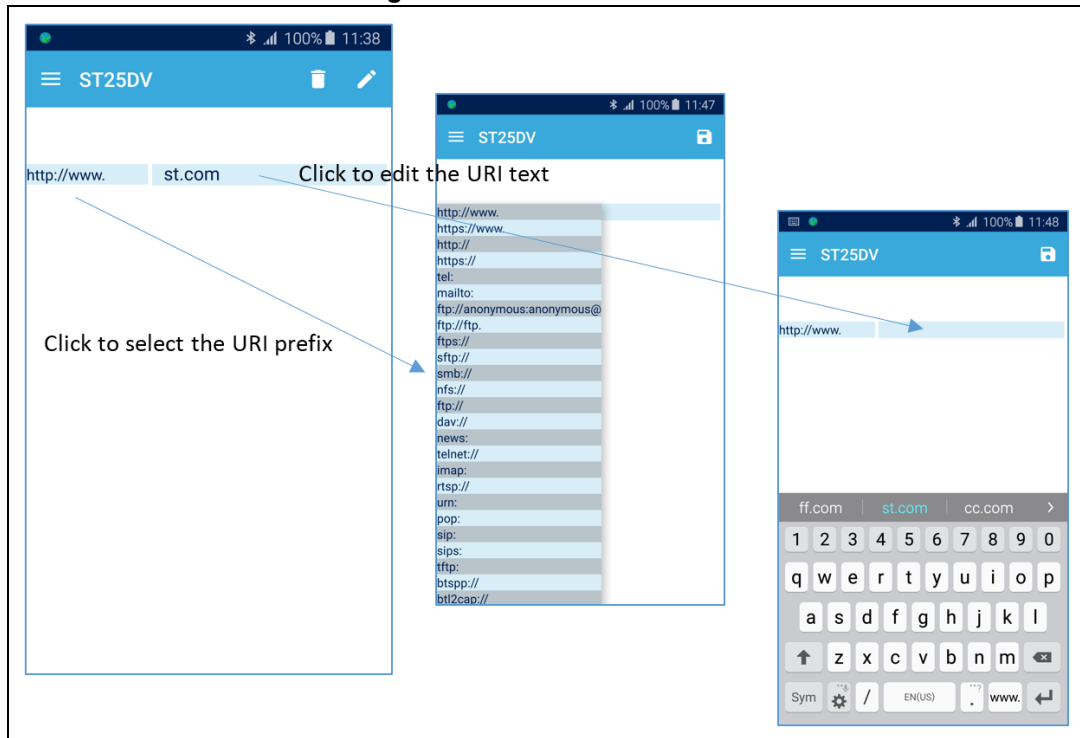 100% 11:38
ST25DV
http://www. st.com
Click to edit the URI text
Click to select the URI prefix
100% 11:47
ST25DV
http://www.
https://www.
http://
https://
tel:
mailto:
ftp://anonymous:anonymous@
ftp://ftp.
ftps://
sftp://
smb://
nfs://
ftp://
dav://
news:
telnet://
imap:
rtsp://
urn:
pop:
sip:
sips:
tftp:
btspp://
btl2cap://
100% 11:48
ST25DV
http://www.
ff.com st.com cc.com >
1 2 3 4 5 6 7 8 9 0
q w e r t y u i o p
a s d f g h j k l
z x c v b n m
Sym / EN(US) . www.